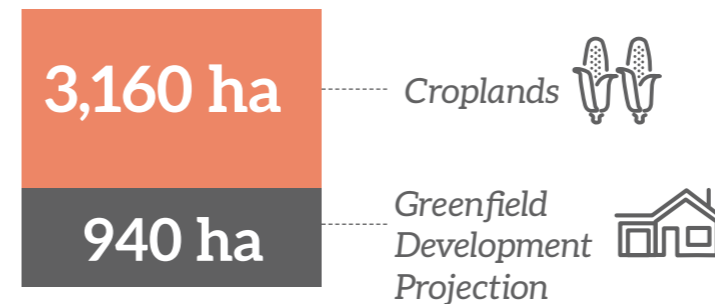 3,160 ha
Croplands
940 ha
Greenfield
Development
Projection